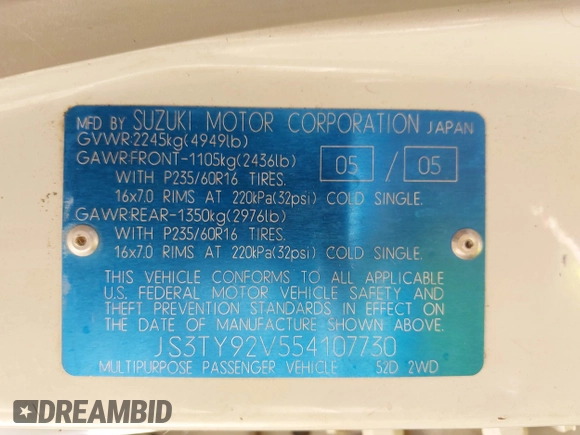 MFD BY SUZUKI MOTOR CORPORATION JAPAN
GVWR:2245kg(4949lb)
GAWR:FRONT-1105kg(2436lb) 05 / 05
WITH P235/60R16 TIRES.
16x7.0 RIMS AT 220kPa(32psi) COLD SINGLE.
GAWR:REAR-1350kg(2976lb)
WITH P235/60R16 TIRES.
16x7.0 RIMS AT 220kPa(32psi) COLD SINGLE.
THIS VEHICLE CONFORMS TO ALL APPLICABLE
U.S. FEDERAL MOTOR VEHICLE SAFETY AND
THEFT PREVENTION STANDARDS IN EFFECT ON
THE DATE OF MANUFACTURE SHOWN ABOVE.
JS3TY92V554107730
MULTIPURPOSE PASSENGER VEHICLE 52D 2WD
DREAMBID